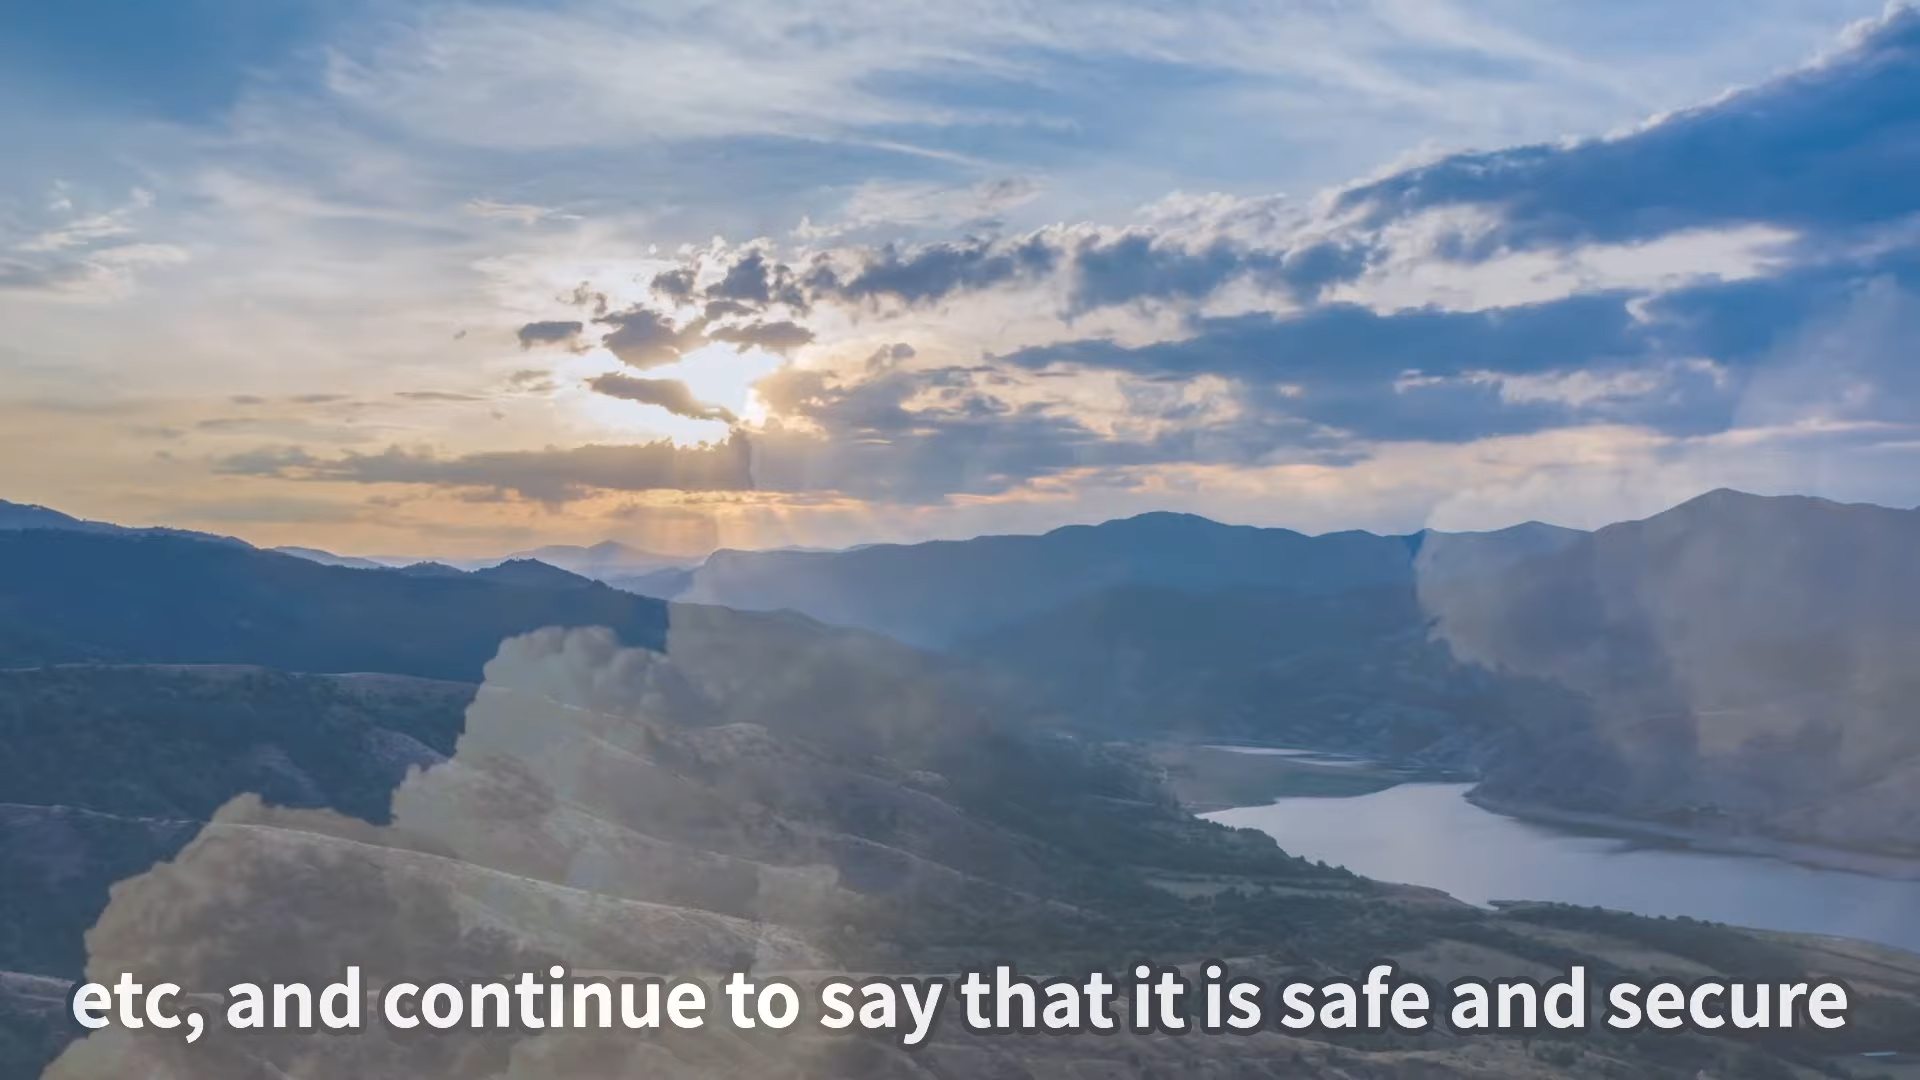 etc, and continue to say that it is safe and secure